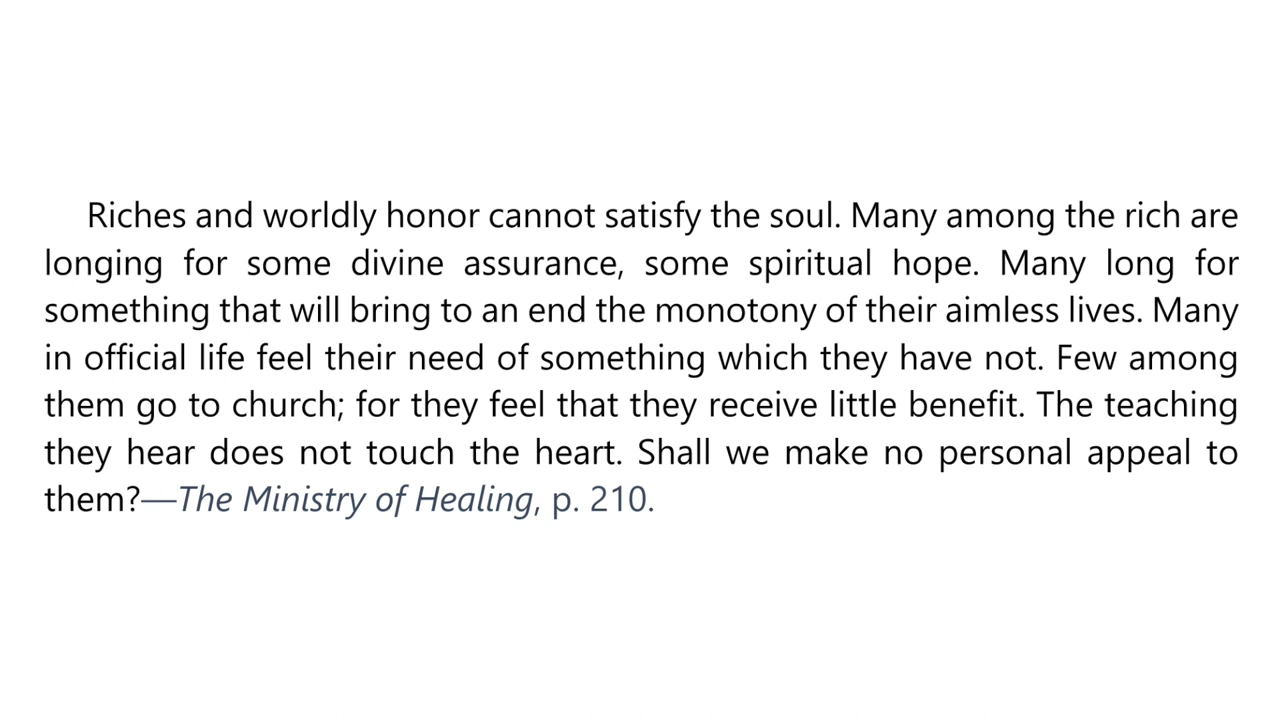 Riches and worldly honor cannot satisfy the soul. Many among the rich are
longing for some divine assurance, some spiritual hope. Many long for
something that will bring to an end the monotony of their aimless lives. Many
in official life feel their need of something which they have not. Few among
them go to church; for they feel that they receive little benefit. The teaching
they hear does not touch the heart. Shall we make no personal appeal to
them?—The Ministry of Healing, p. 210.